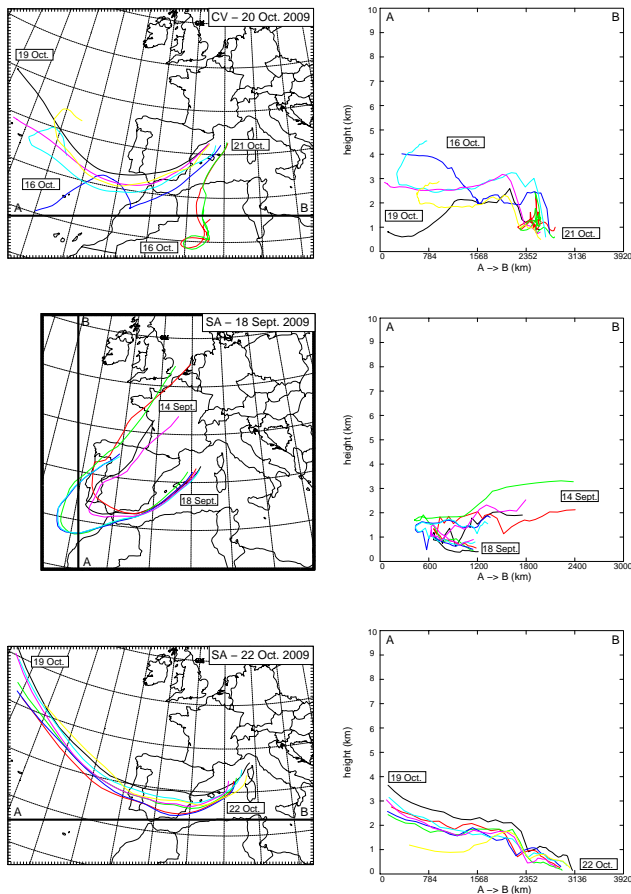 CV – 20 Oct. 2009
19 Oct.
21 Oct.
16 Oct.
A
B
16 Oct.
A
B
10
9
8
7
6
5
4
3
2
1
0
height (km)
16 Oct.
19 Oct.
21 Oct.
0
784
1568
2352
3136
3920
A –> B (km)
SA – 18 Sept. 2009
B
14 Sept.
18 Sept.
A
A
B
10
9
8
7
6
5
4
3
2
1
0
height (km)
14 Sept.
18 Sept.
0
600
1568
1800
2400
3000
A –> B (km)
SA – 22 Oct. 2009
19 Oct.
22 Oct.
A
B
A
B
10
9
8
7
6
5
4
3
2
1
0
height (km)
19 Oct.
22 Oct.
0
784
1568
2352
3136
3920
A –> B (km)